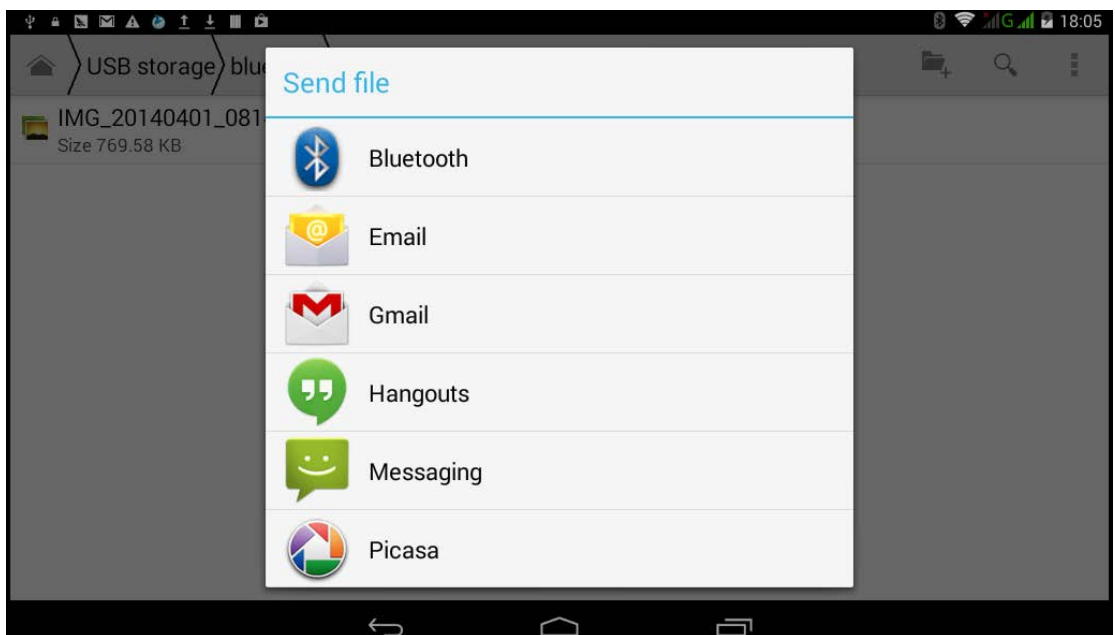 G 18:05
USB storage
Send file
IMG_20140401_081
Size 769.58 KB
Bluetooth
Email
Gmail
Hangouts
Messaging
Picasa